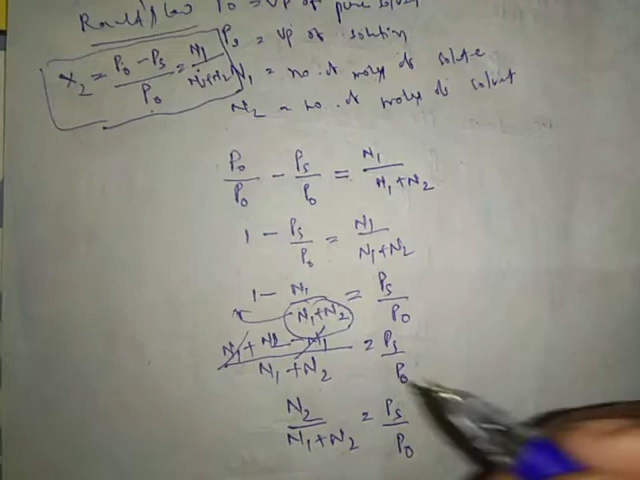 Raoult's law P₀ = VP of pure solvent
Pₛ = VP of solution
X₂ = P₀ - Pₛ / P₀ = N₁ / N₁+N₂
N₁ = no. of moles of solute
N₂ = no. of moles of solvent
P₀/P₀ - Pₛ/P₀ = N₁ / N₁+N₂
1 - Pₛ/P₀ = N₁ / N₁+N₂
1 - N₁ / N₁+N₂ = Pₛ/P₀
N₁+N₂-N₁ / N₁+N₂ = Pₛ/P₀
N₂ / N₁+N₂ = Pₛ/P₀